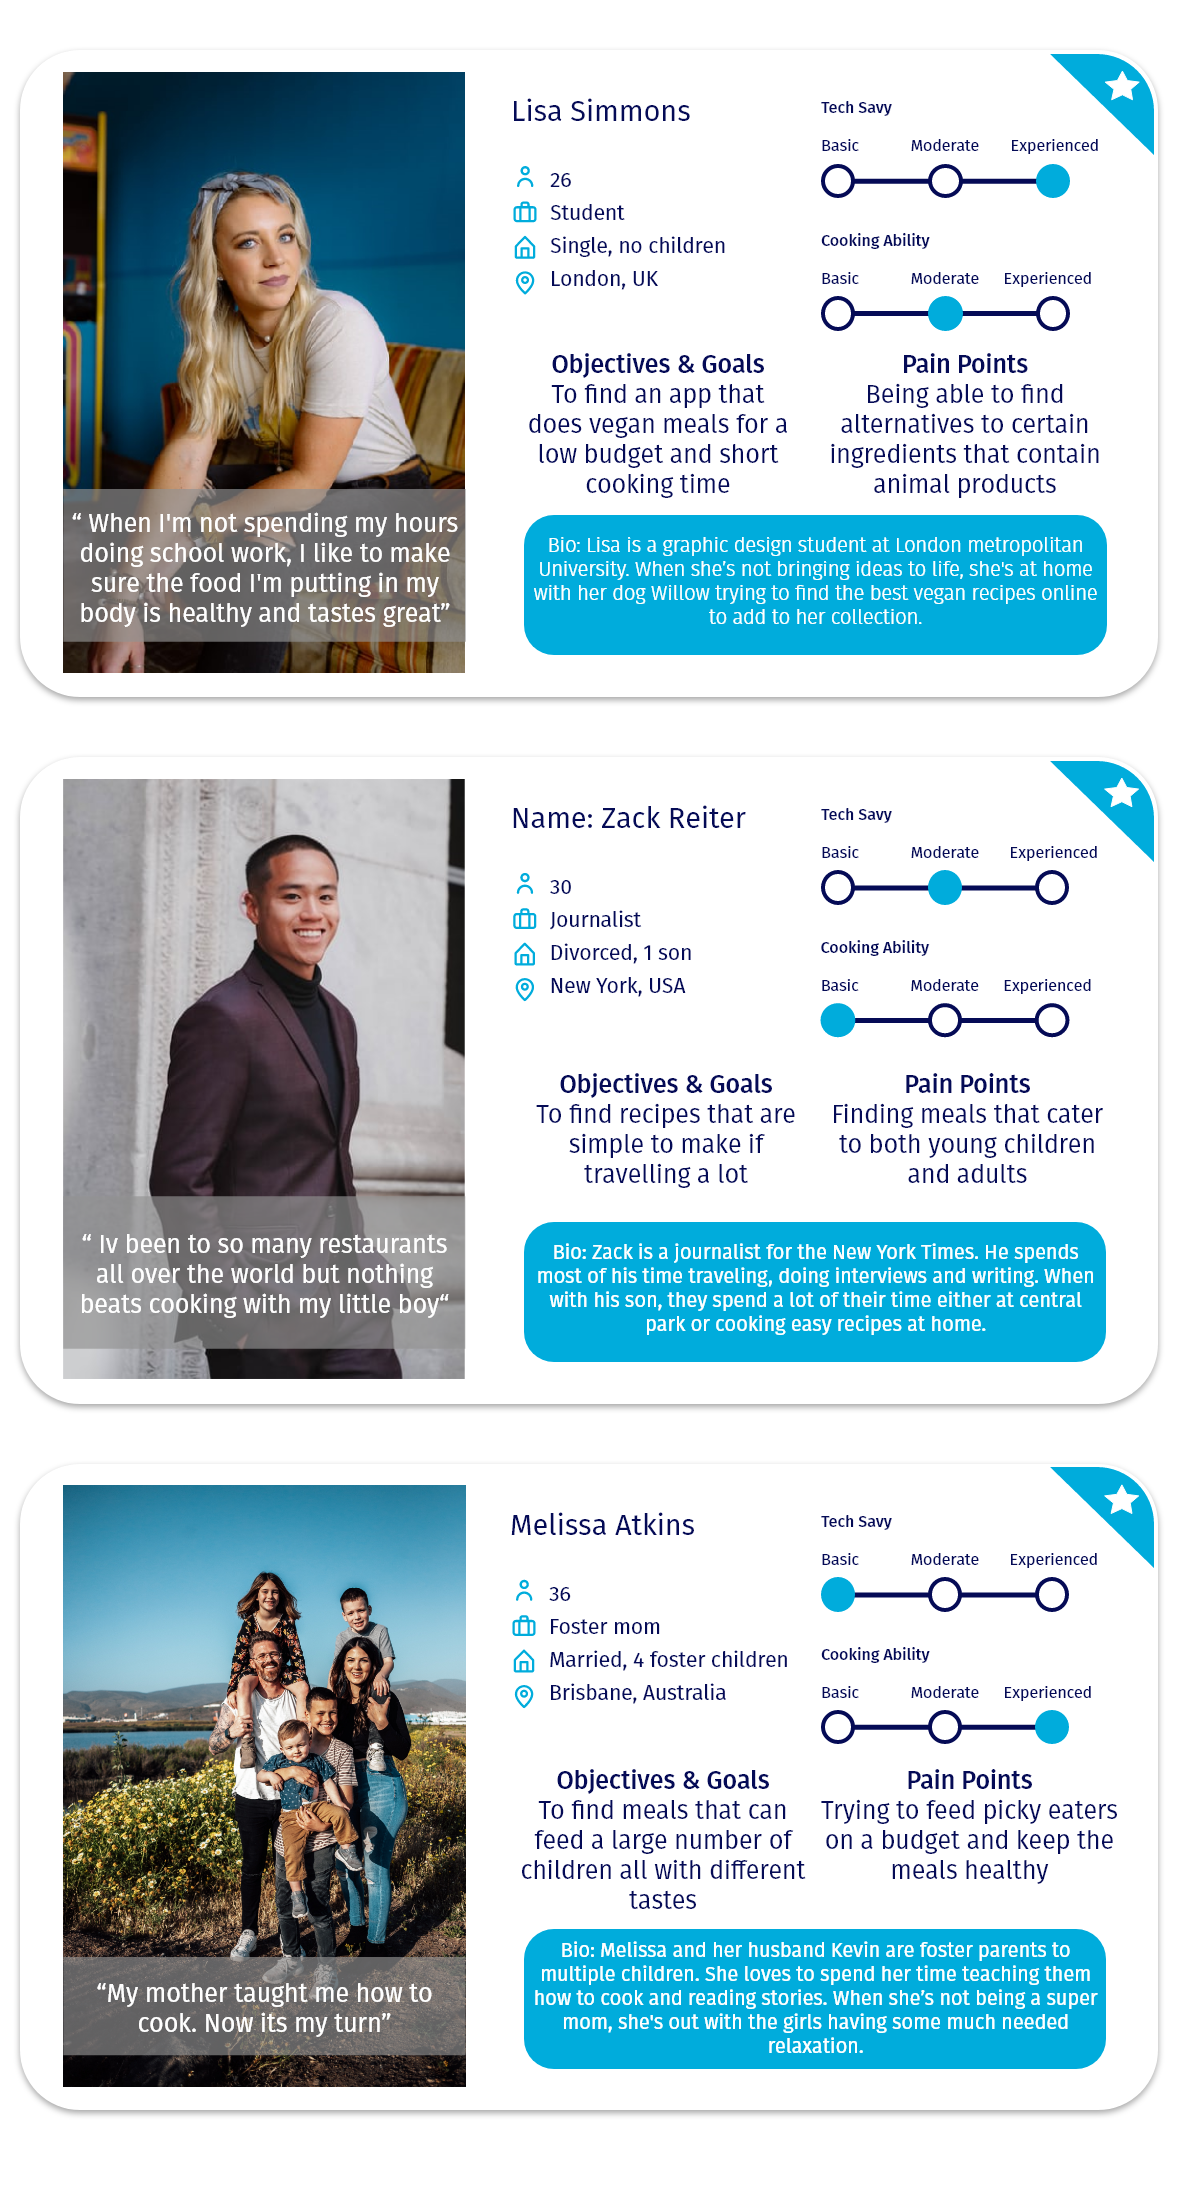 Lisa Simmons
26
Student
Single, no children
London, UK
Tech Savy
Basic Moderate Experienced
Cooking Ability
Basic Moderate Experienced
Objectives & Goals
To find an app that
does vegan meals for a
low budget and short
cooking time
Pain Points
Being able to find
alternatives to certain
ingredients that contain
animal products
“ When I'm not spending my hours
doing school work, I like to make
sure the food I'm putting in my
body is healthy and tastes great”
Bio: Lisa is a graphic design student at London metropolitan
University. When she’s not bringing ideas to life, she's at home
with her dog Willow trying to find the best vegan recipes online
to add to her collection.
Name: Zack Reiter
30
Journalist
Divorced, 1 son
New York, USA
Tech Savy
Basic Moderate Experienced
Cooking Ability
Basic Moderate Experienced
Objectives & Goals
To find recipes that are
simple to make if
travelling a lot
Pain Points
Finding meals that cater
to both young children
and adults
“ Iv been to so many restaurants
all over the world but nothing
beats cooking with my little boy“
Bio: Zack is a journalist for the New York Times. He spends
most of his time traveling, doing interviews and writing. When
with his son, they spend a lot of their time either at central
park or cooking easy recipes at home.
Melissa Atkins
36
Foster mom
Married, 4 foster children
Brisbane, Australia
Tech Savy
Basic Moderate Experienced
Cooking Ability
Basic Moderate Experienced
Objectives & Goals
To find meals that can
feed a large number of
children all with different
tastes
Pain Points
Trying to feed picky eaters
on a budget and keep the
meals healthy
“My mother taught me how to
cook. Now its my turn”
Bio: Melissa and her husband Kevin are foster parents to
multiple children. She loves to spend her time teaching them
how to cook and reading stories. When she’s not being a super
mom, she's out with the girls having some much needed
relaxation.